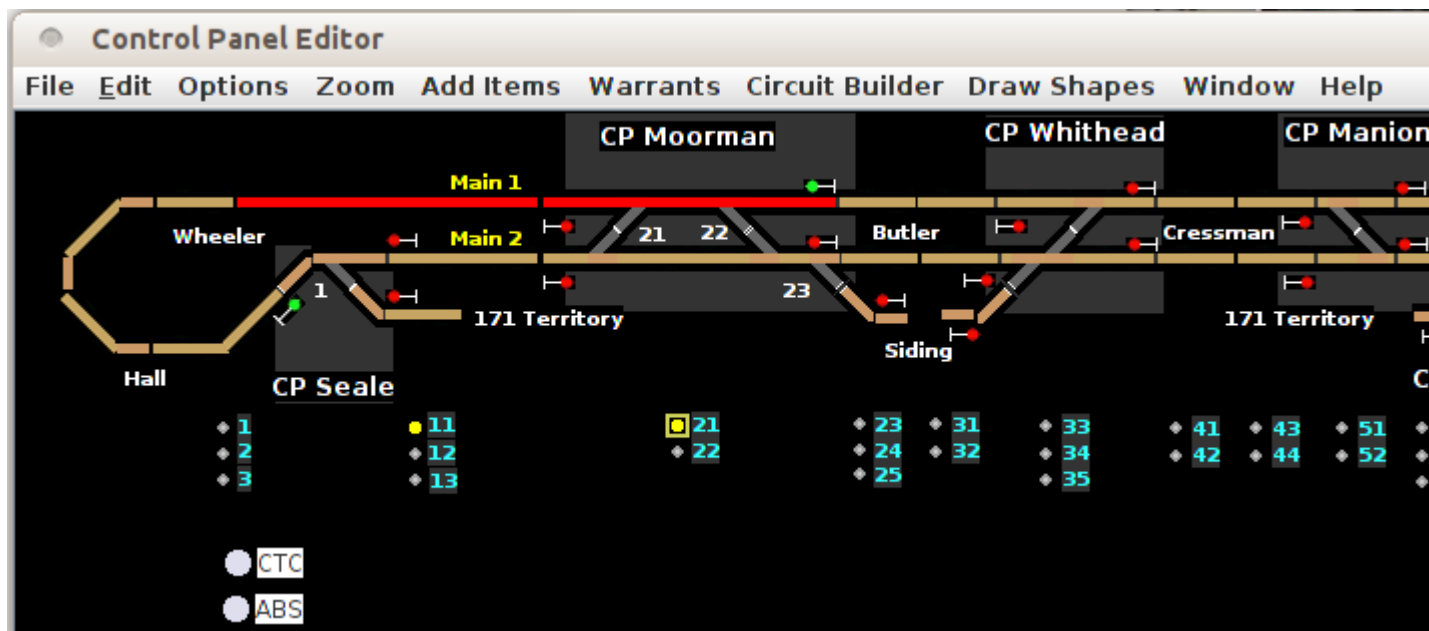 Control Panel Editor
File Edit Options Zoom Add Items Warrants Circuit Builder Draw Shapes Window Help
CP Moorman CP Whithead CP Manion
Main 1
Wheeler Main 2 21 22 Butler Cressman
1 23
171 Territory 171 Territory
Siding
Hall
CP Seale C
1 11 21 23 31 33 41 43 51
2 12 22 24 32 34 42 44 52
3 13 25 35
CTC
ABS